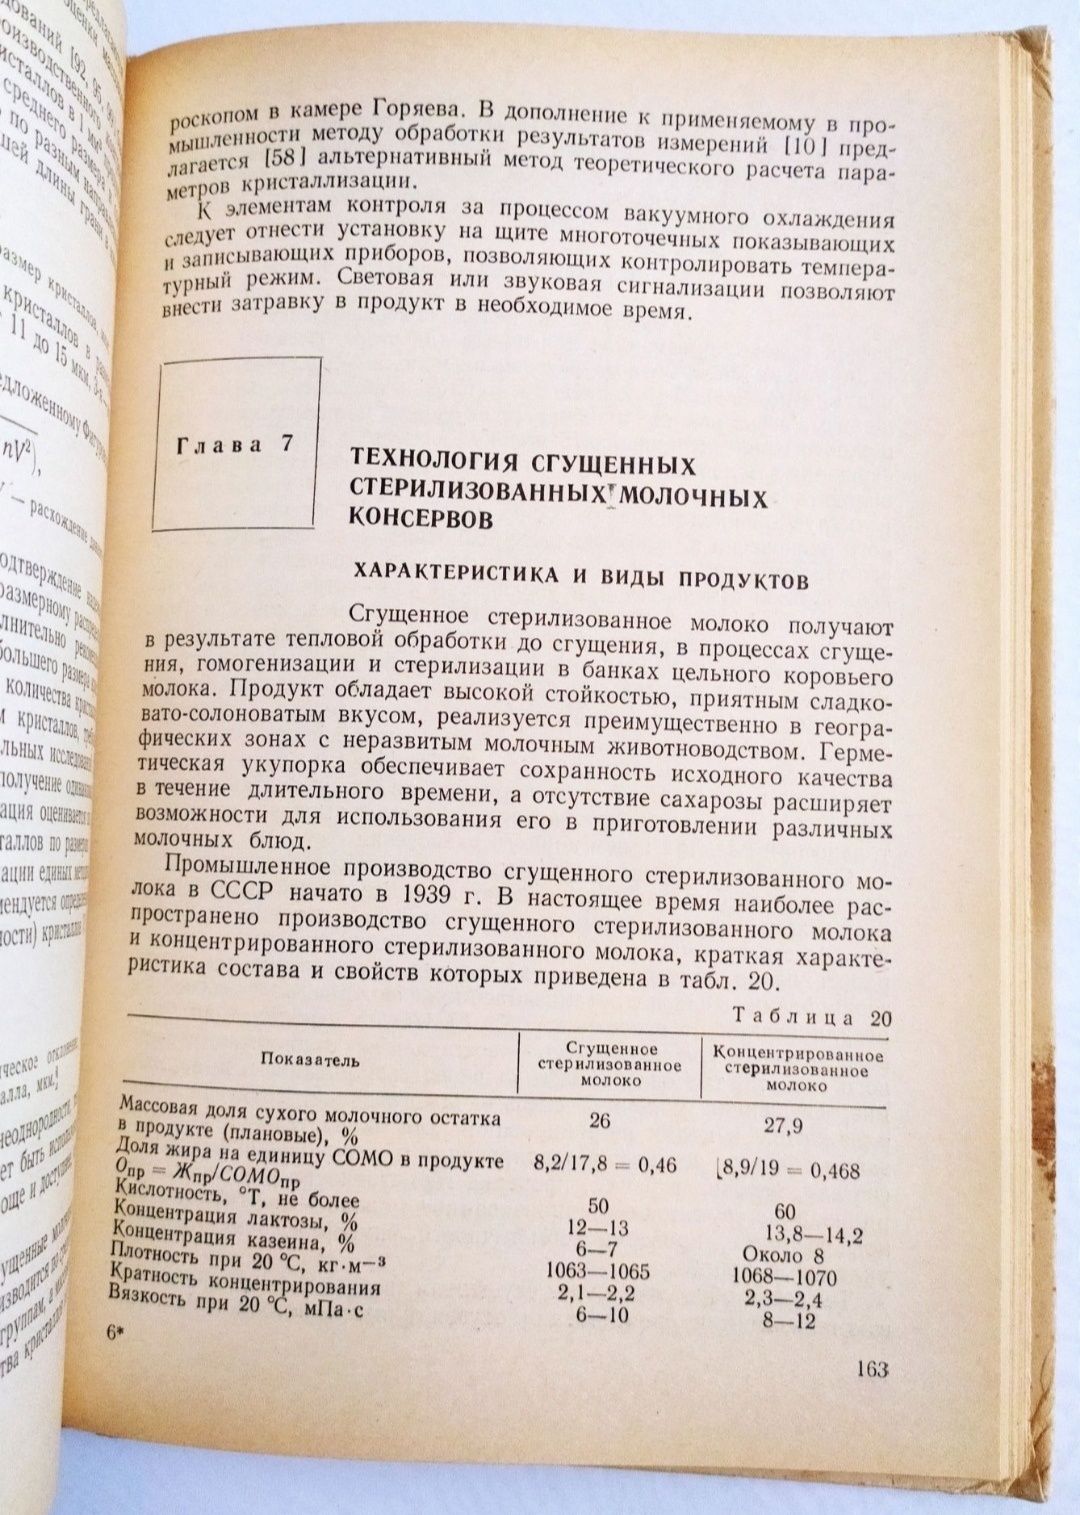 роскопом в камере Горяева. В дополнение к применяемому в про-
мышленности методу обработки результатов измерений [10] пред-
лагается [58] альтернативный метод теоретического расчета пара-
метров кристаллизации.
К элементам контроля за процессом вакуумного охлаждения
следует отнести установку на щите многоточечных показывающих
и записывающих приборов, позволяющих контролировать темпера-
турный режим. Световая или звуковая сигнализации позволяют
внести затравку в продукт в необходимое время.
Глава 7
ТЕХНОЛОГИЯ СГУЩЕННЫХ
СТЕРИЛИЗОВАННЫХ МОЛОЧНЫХ
КОНСЕРВОВ
ХАРАКТЕРИСТИКА И ВИДЫ ПРОДУКТОВ
Сгущенное стерилизованное молоко получают
в результате тепловой обработки до сгущения, в процессах сгуще-
ния, гомогенизации и стерилизации в банках цельного коровьего
молока. Продукт обладает высокой стойкостью, приятным сладко-
вато-солоноватым вкусом, реализуется преимущественно в геогра-
фических зонах с неразвитым молочным животноводством. Герме-
тическая укупорка обеспечивает сохранность исходного качества
в течение длительного времени, а отсутствие сахарозы расширяет
возможности для использования его в приготовлении различных
молочных блюд.
Промышленное производство сгущенного стерилизованного мо-
лока в СССР начато в 1939 г. В настоящее время наиболее рас-
пространено производство сгущенного стерилизованного молока
и концентрированного стерилизованного молока, краткая характе-
ристика состава и свойств которых приведена в табл. 20.
Таблица 20
Показатель
Сгущенное
стерилизованное
молоко
Концентрированное
стерилизованное
молоко
Массовая доля сухого молочного остатка
в продукте (плановые), % 26 27,9
Доля жира на единицу СОМО в продукте 8,2/17,8 = 0,46 8,9/19 = 0,468
Oпр = Жпр/СОМОпр
Кислотность, °Т, не более 50 60
Концентрация лактозы, % 12—13 13,8—14,2
Концентрация казеина, % 6—7 Около 8
Плотность при 20 °С, кг·м—³ 1063—1065 1068—1070
Кратность концентрирования 2,1—2,2 2,3—2,4
Вязкость при 20 °С, мПа·с 6—10 8—12
6*
163